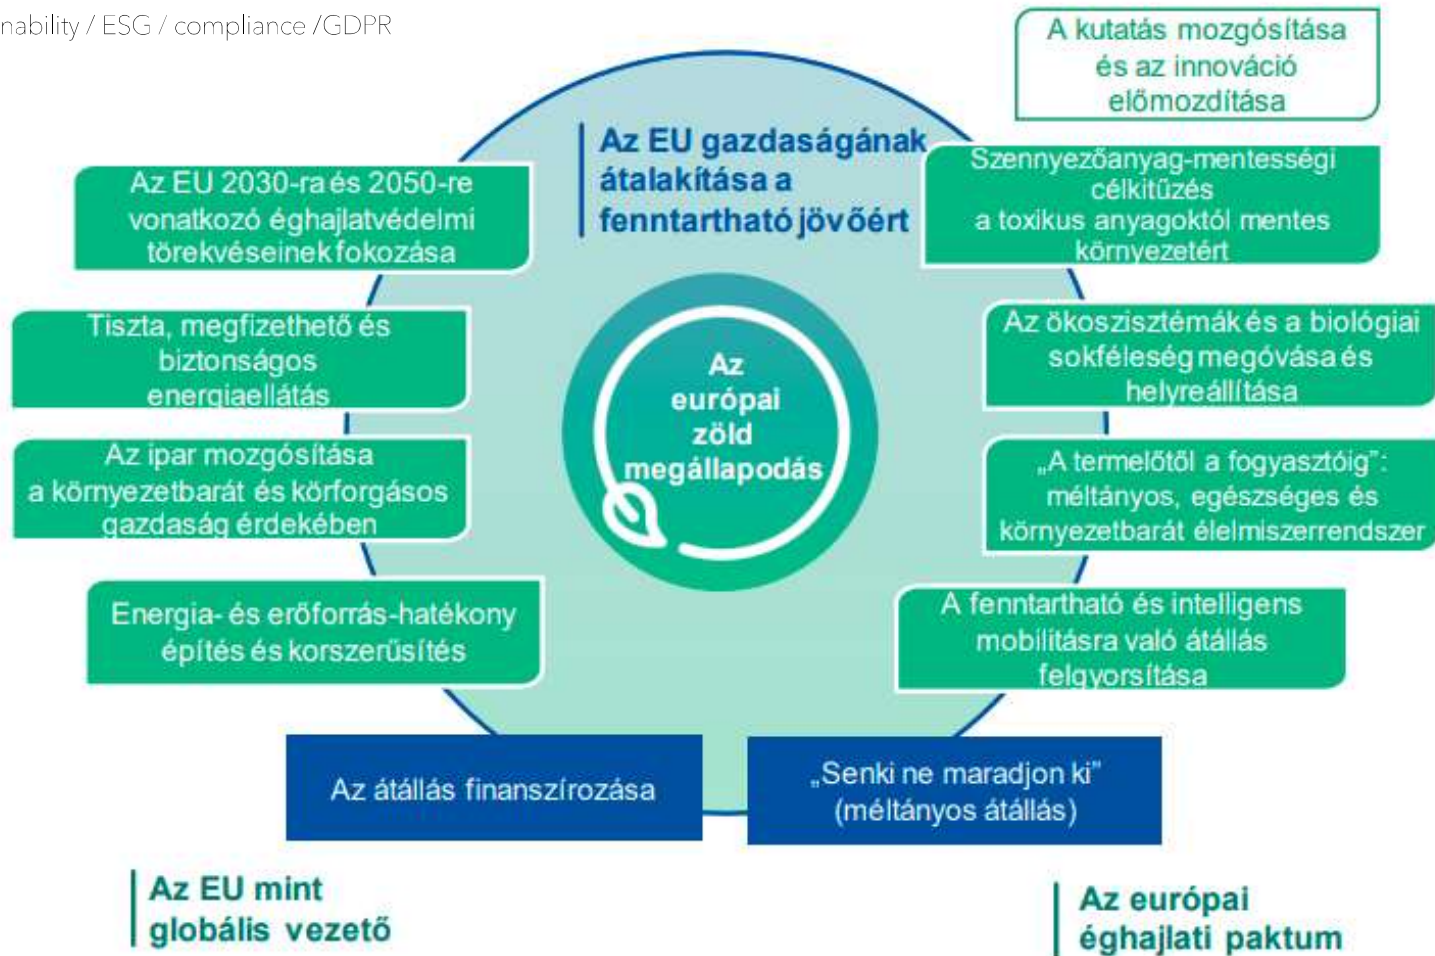 nability / ESG / compliance /GDPR
A kutatás mozgósítása
és az innováció
előmozdítása
Az EU gazdaságának
átalakítása a
fenntartható jövőért
Az EU 2030-ra és 2050-re
vonatkozó éghajlatvédelmi
törekvéseinek fokozása
Szennyezőanyag-mentességi
célkitűzés
a toxikus anyagoktól mentes
környezetért
Tiszta, megfizethető és
biztonságos
energiaellátás
Az ökoszisztémák és a biológiai
sokféleség megóvása és
helyreállítása
Az
európai
zöld
megállapodás
Az ipar mozgósítása
a környezetbarát és körforgásos
gazdaság érdekében
„A termelőtől a fogyasztóig”:
méltányos, egészséges és
környezetbarát élelmiszerrendszer
Energia- és erőforrás-hatékony
építés és korszerűsítés
A fenntartható és intelligens
mobilitásra való átállás
felgyorsítása
Az átállás finanszírozása
„Senki ne maradjon ki”
(méltányos átállás)
Az EU mint
globális vezető
Az európai
éghajlati paktum